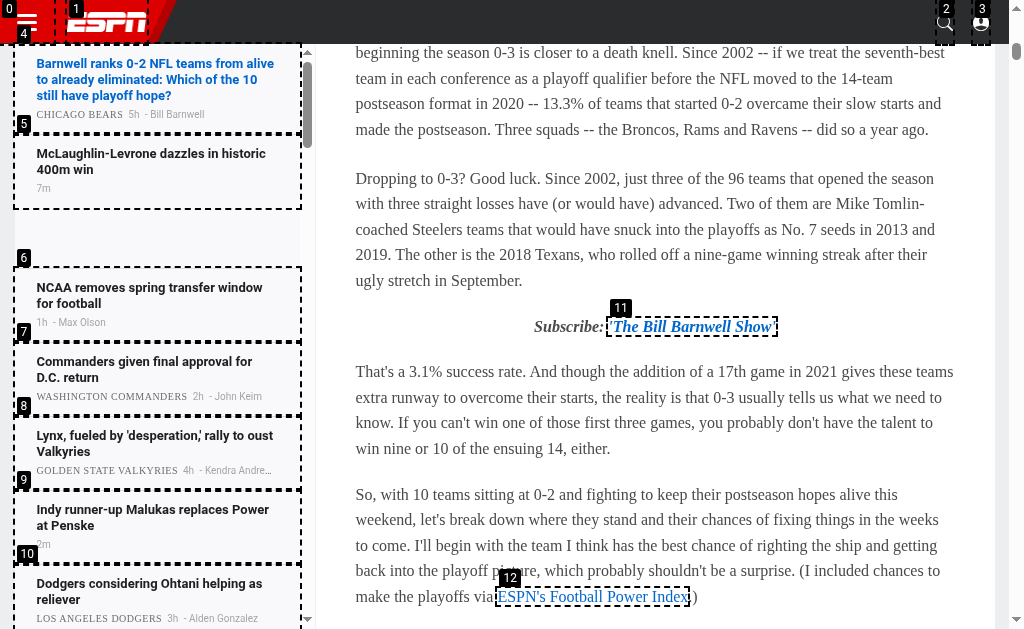 0
1
ESPN
2
3
4
Barnwell ranks 0-2 NFL teams from alive
to already eliminated: Which of the 10
still have playoff hope?
CHICAGO BEARS 5h - Bill Barnwell
5
McLaughlin-Levrone dazzles in historic
400m win
7m
6
NCAA removes spring transfer window
for football
1h - Max Olson
7
Commanders given final approval for
D.C. return
WASHINGTON COMMANDERS 2h - John Keim
8
Lynx, fueled by 'desperation,' rally to oust
Valkyries
GOLDEN STATE VALKYRIES 4h - Kendra Andre...
9
Indy runner-up Malukas replaces Power
at Penske
2m
10
Dodgers considering Ohtani helping as
reliever
LOS ANGELES DODGERS 3h - Alden Gonzalez
beginning the season 0-3 is closer to a death knell. Since 2002 -- if we treat the seventh-best
team in each conference as a playoff qualifier before the NFL moved to the 14-team
postseason format in 2020 -- 13.3% of teams that started 0-2 overcame their slow starts and
made the postseason. Three squads -- the Broncos, Rams and Ravens -- did so a year ago.
Dropping to 0-3? Good luck. Since 2002, just three of the 96 teams that opened the season
with three straight losses have (or would have) advanced. Two of them are Mike Tomlin-
coached Steelers teams that would have snuck into the playoffs as No. 7 seeds in 2013 and
2019. The other is the 2018 Texans, who rolled off a nine-game winning streak after their
ugly stretch in September.
11
Subscribe: 'The Bill Barnwell Show'
That's a 3.1% success rate. And though the addition of a 17th game in 2021 gives these teams
extra runway to overcome their starts, the reality is that 0-3 usually tells us what we need to
know. If you can't win one of those first three games, you probably don't have the talent to
win nine or 10 of the ensuing 14, either.
So, with 10 teams sitting at 0-2 and fighting to keep their postseason hopes alive this
weekend, let's break down where they stand and their chances of fixing things in the weeks
to come. I'll begin with the team I think has the best chance of righting the ship and getting
back into the playoff picture, which probably shouldn't be a surprise. (I included chances to
12
make the playoffs via ESPN's Football Power Index.)